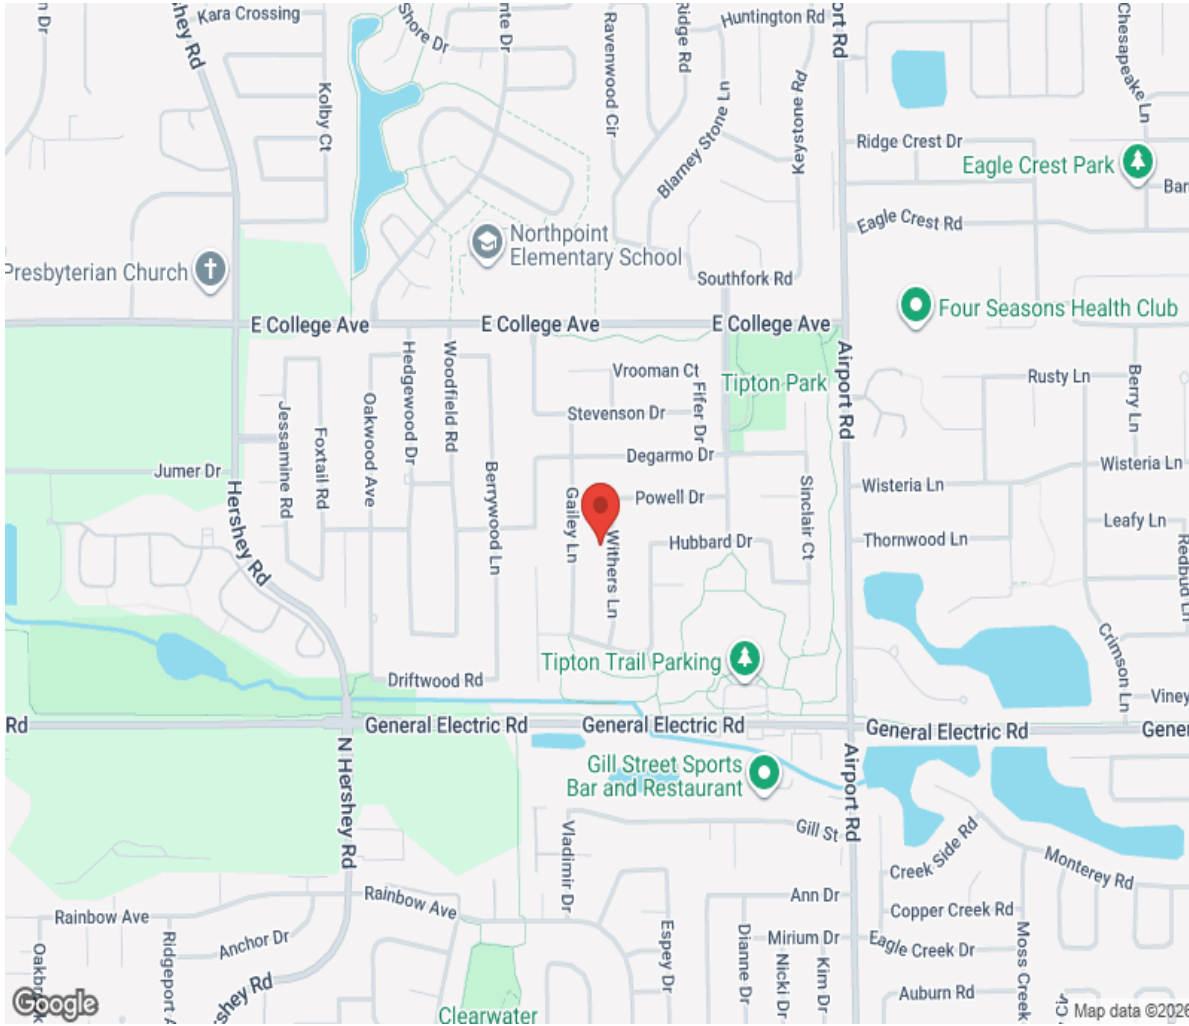 Kara Crossing
Shore Dr
Huntington Rd
Ridge Rd
Ravenwood Cir
Chesapeake Ln
Kolby Ct
Blarney Stone Ln
Keystone Rd
Ridge Crest Dr
Eagle Crest Park
Eagle Crest Rd
Northpoint
Elementary School
Presbyterian Church
Southfork Rd
Four Seasons Health Club
E College Ave
E College Ave
E College Ave
Airport Rd
Hedgewood Dr
Woodfield Rd
Vrooman Ct
Fifer Dr
Tipton Park
Rusty Ln
Berry Ln
Jessamine Rd
Foxtail Rd
Oakwood Ave
Stevenson Dr
Degarmo Dr
Jumer Dr
Berrywood Ln
Wisteria Ln
Wisteria Ln
Hershey Rd
Gailey Ln
Powell Dr
Sinclair Ct
Leafy Ln
Withers Ln
Hubbard Dr
Thornwood Ln
Redbud Ln
Crimson Ln
Tipton Trail Parking
Driftwood Rd
Viney
Rd
General Electric Rd
General Electric Rd
General Electric Rd
N Hershey Rd
Airport Rd
Gill Street Sports
Bar and Restaurant
Vladimir Dr
Gill St
Creek Side Rd
Monterey Rd
Rainbow Ave
Rainbow Ave
Ann Dr
Copper Creek Rd
Anchor Dr
Espey Dr
Dianne Dr
Mirium Dr
Nicki Dr
Kim Dr
Eagle Creek Dr
Moss Creek
Auburn Rd
Clearwater
Google
Map data ©2026